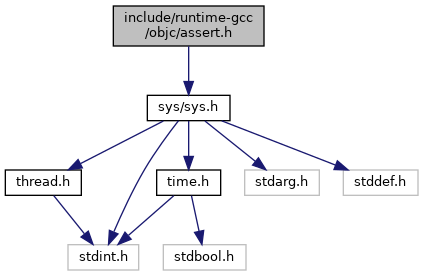 include/runtime-gcc
/objc/assert.h
sys/sys.h
thread.h
time.h
stdarg.h
stddef.h
stdint.h
stdbool.h